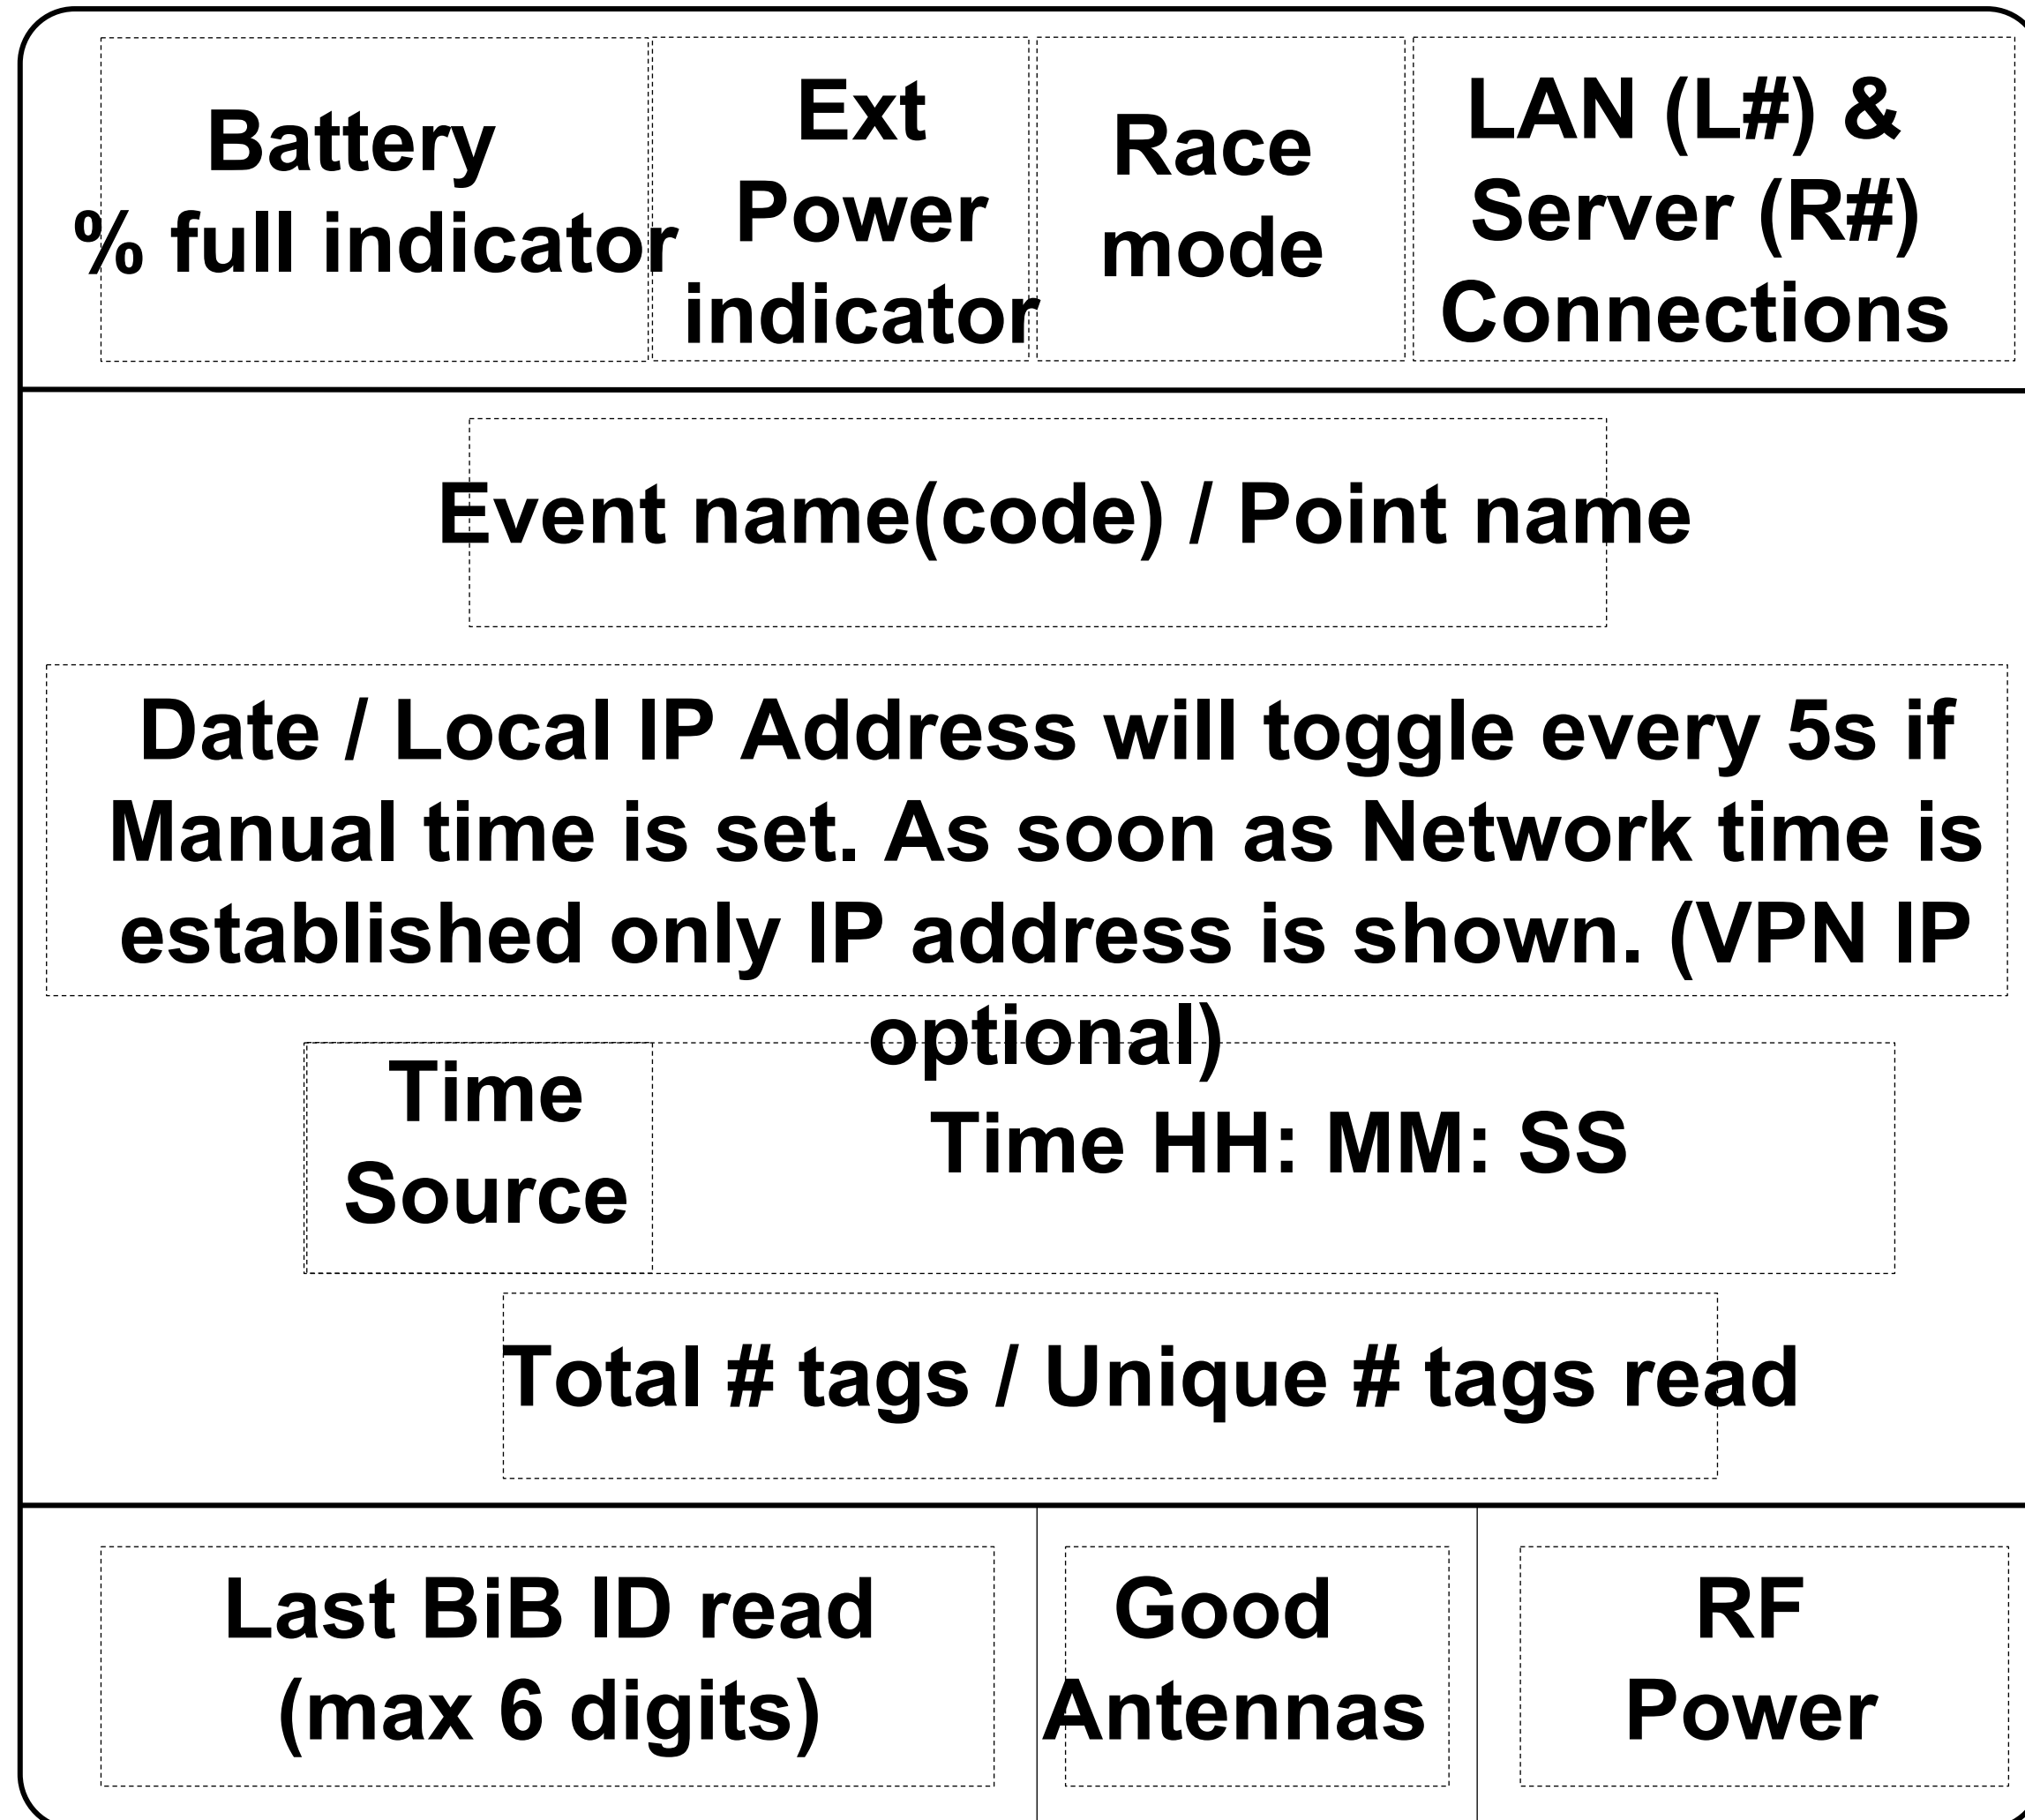 Battery
% full indicator
Ext
Power
indicator
Race
mode
LAN (L#) &
Server (R#)
Connections
Event name(code) / Point name
Date / Local IP Address will toggle every 5s if
Manual time is set. As soon as Network time is
established only IP address is shown. (VPN IP
optional)
Time
Source
Time HH: MM: SS
Total # tags / Unique # tags read
Last BiB ID read
(max 6 digits)
Good
Antennas
RF
Power